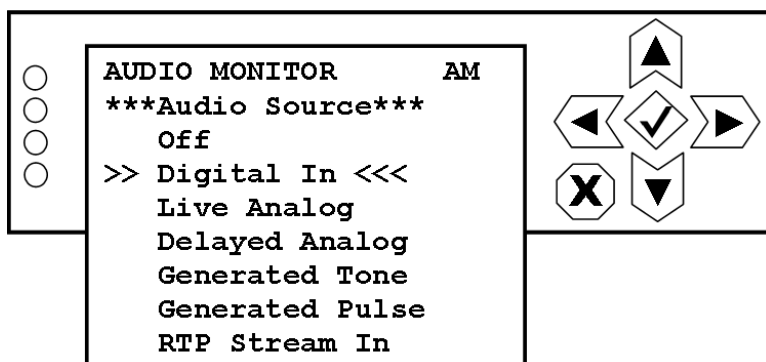 AUDIO MONITOR AM
***Audio Source***
Off
>> Digital In <<<
Live Analog
Delayed Analog
Generated Tone
Generated Pulse
RTP Stream In
X